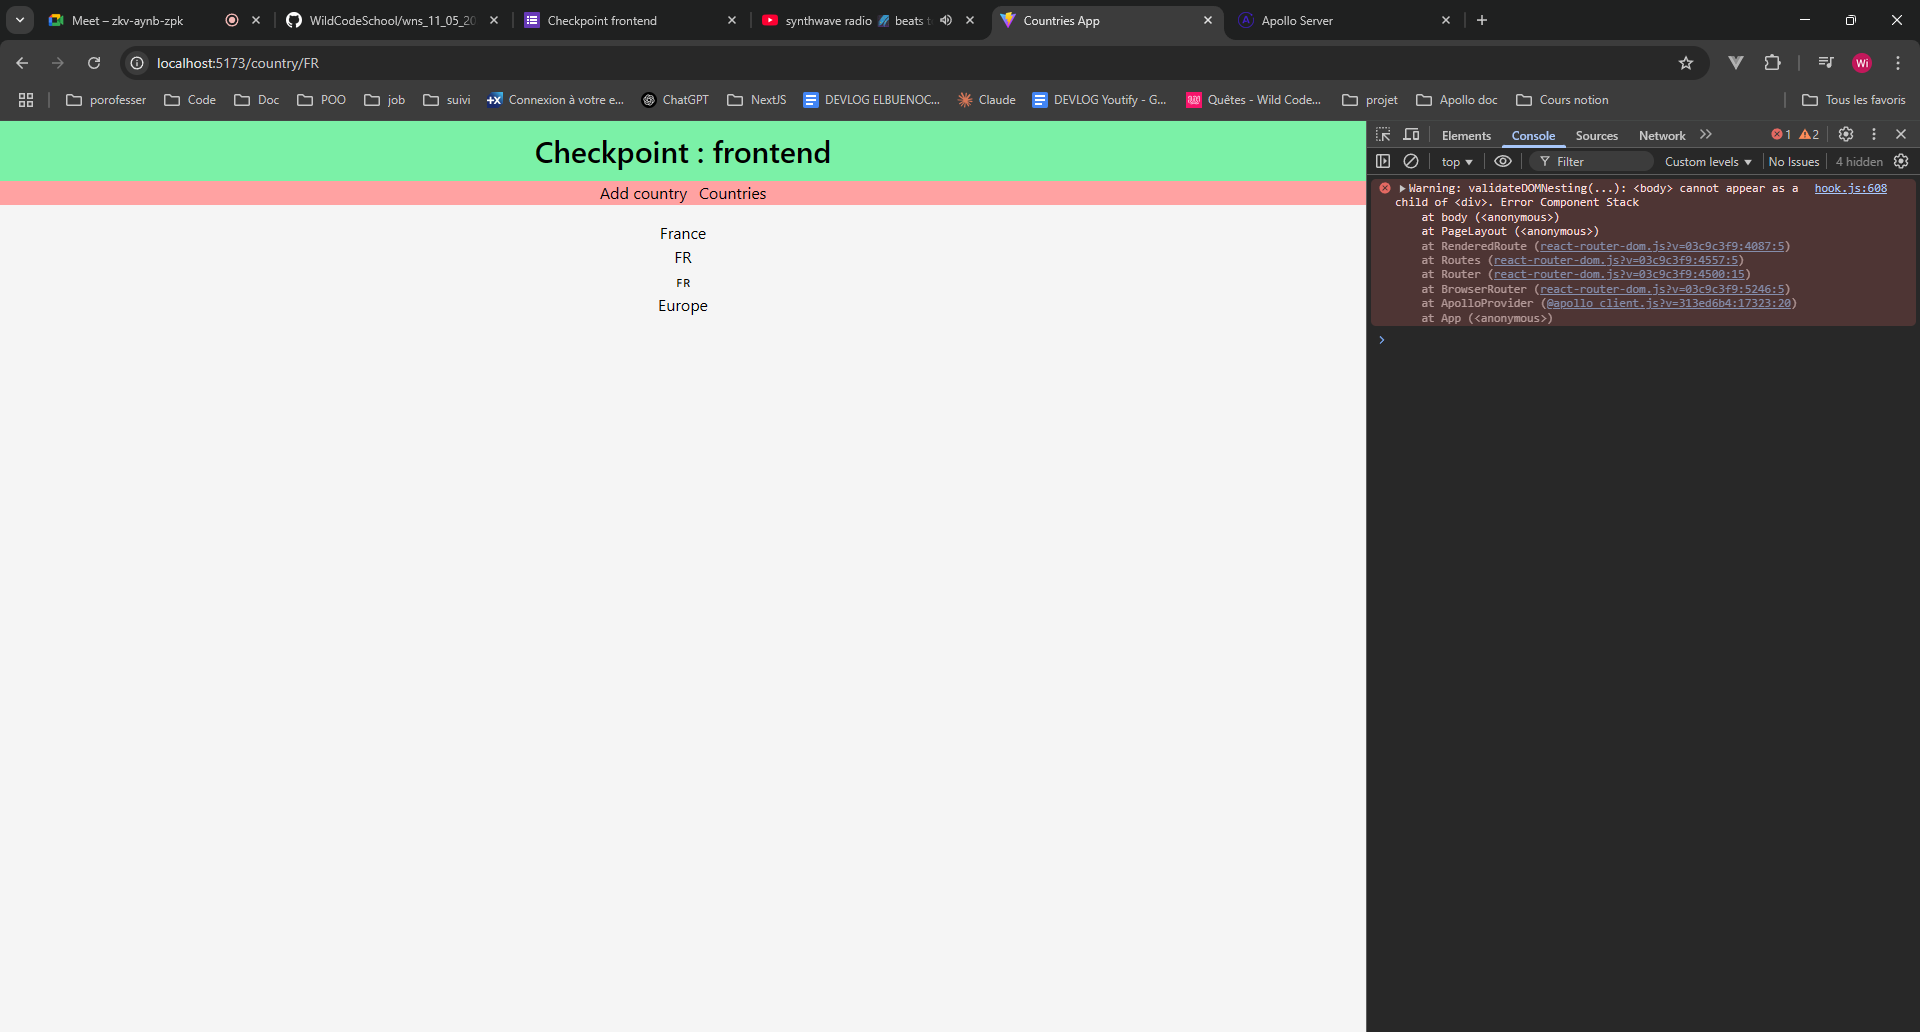 Meet – zkv-aynb-zpk
WildCodeSchool/wns_11_05_20
Checkpoint frontend
synthwave radio 🌌 beats t
Countries App
Apollo Server
localhost:5173/country/FR
Wi
porofesser
Code
Doc
POO
job
suivi
Connexion à votre e...
ChatGPT
NextJS
DEVLOG ELBUENOC...
Claude
DEVLOG Youtify - G...
Quêtes - Wild Code...
projet
Apollo doc
Cours notion
Tous les favoris
Checkpoint : frontend
Add country Countries
France
FR
🇫🇷
Europe
Elements Console Sources Network 1 2
top Filter Custom levels No Issues 4 hidden
Warning: validateDOMNesting(...): <body> cannot appear as a hook.js:608
child of <div>. Error Component Stack
at body (<anonymous>)
at PageLayout (<anonymous>)
at RenderedRoute (react-router-dom.js?v=03c9c3f9:4087:5)
at Routes (react-router-dom.js?v=03c9c3f9:4557:5)
at Router (react-router-dom.js?v=03c9c3f9:4500:15)
at BrowserRouter (react-router-dom.js?v=03c9c3f9:5246:5)
at ApolloProvider (@apollo_client.js?v=313ed6b4:17323:20)
at App (<anonymous>)